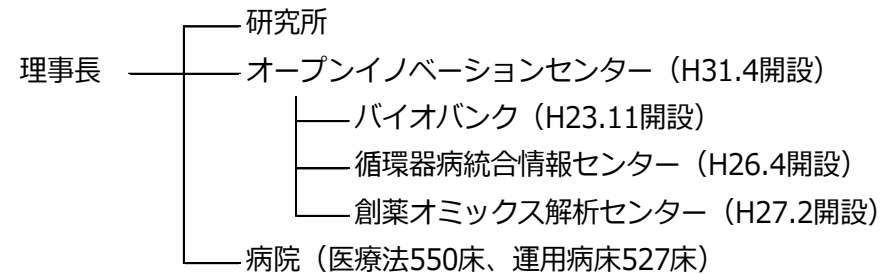 研究所
理事長
オープンイノベーションセンター（H31.4開設）
バイオバンク（H23.11開設）
循環器病統合情報センター（H26.4開設）
創薬オミックス解析センター（H27.2開設）
病院（医療法550床、運用病床527床）